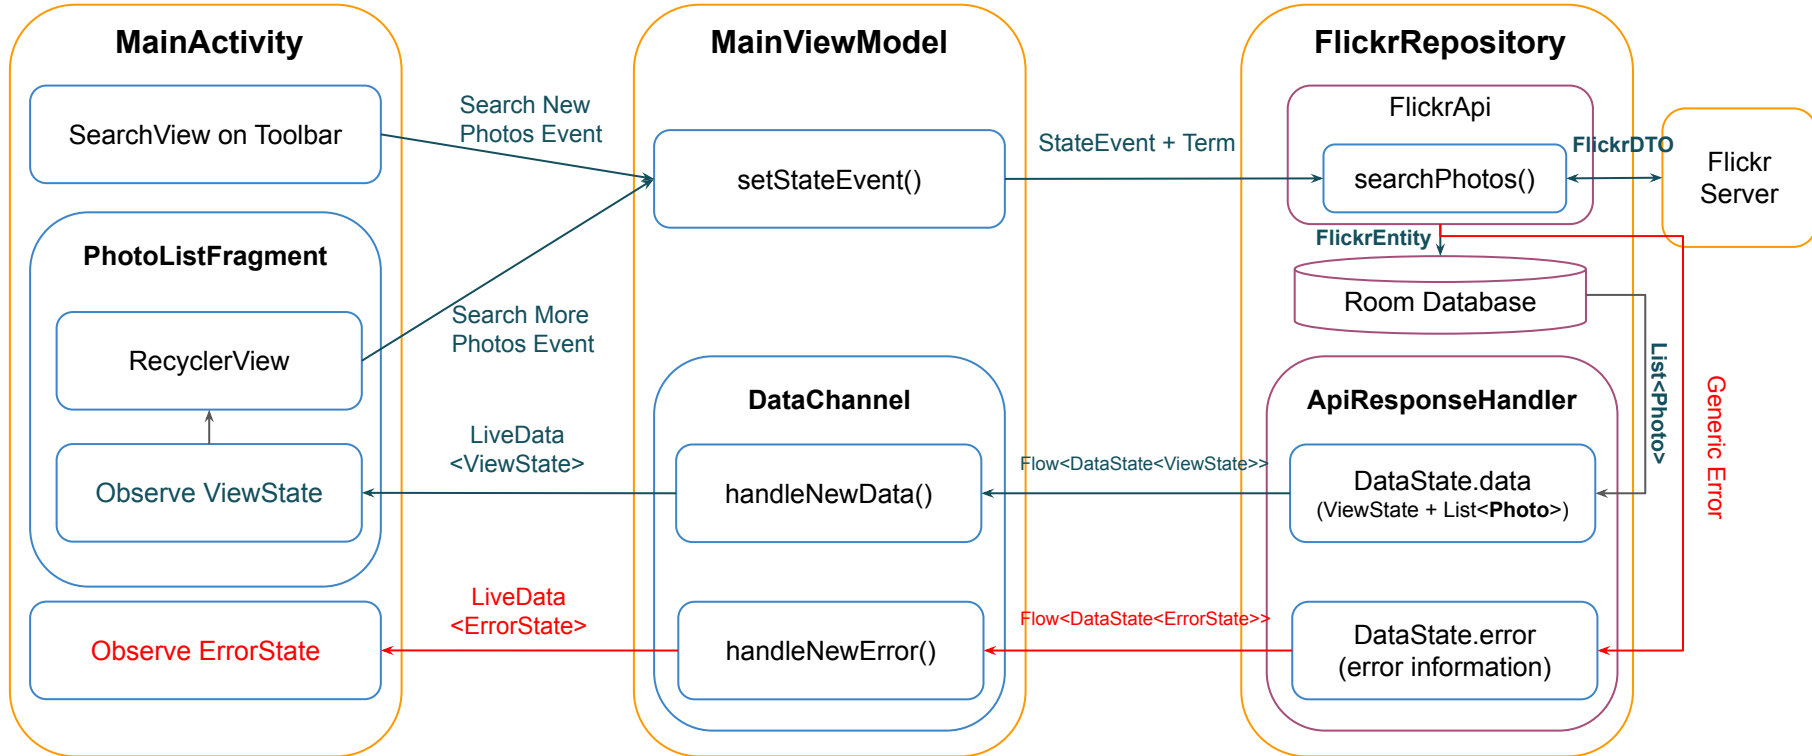 MainActivity
SearchView on Toolbar
PhotoListFragment
RecyclerView
Observe ViewState
Observe ErrorState
Search New
Photos Event
Search More
Photos Event
LiveData
<ViewState>
LiveData
<ErrorState>
MainViewModel
setStateEvent()
DataChannel
handleNewData()
handleNewError()
StateEvent + Term
Flow<DataState<ViewState>>
Flow<DataState<ErrorState>>
FlickrRepository
FlickrApi
searchPhotos()
FlickrDTO
Flickr
Server
FlickrEntity
Room Database
List<Photo>
Generic Error
ApiResponseHandler
DataState.data
(ViewState + List<Photo>)
DataState.error
(error information)